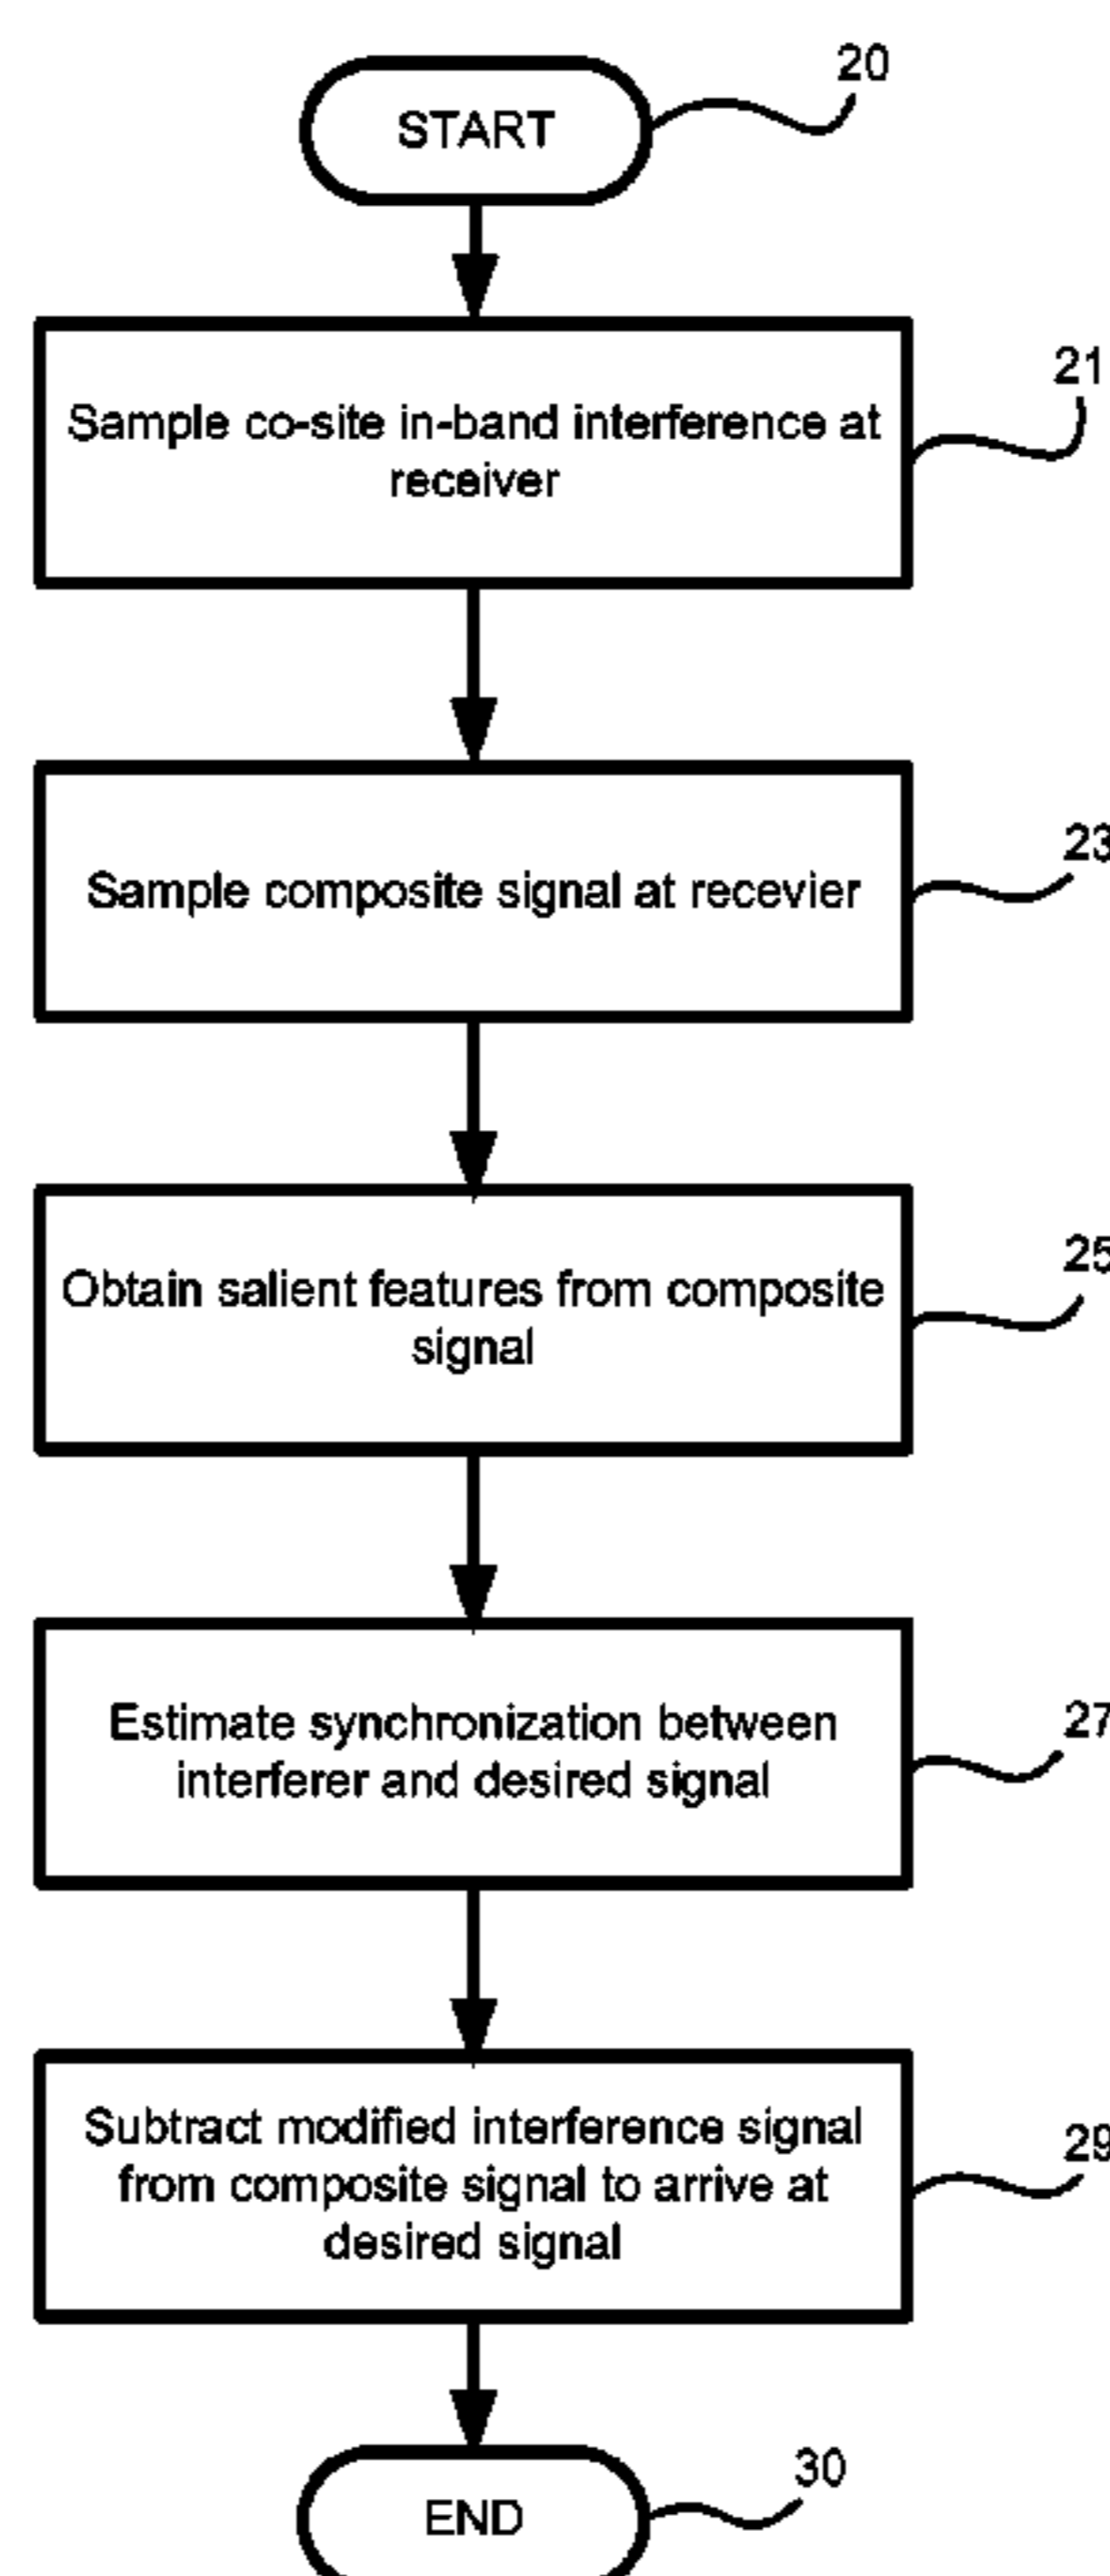 20
START
21
Sample co-site in-band interference at
receiver
23
Sample composite signal at recevier
25
Obtain salient features from composite
signal
27
Estimate synchronization between
interferer and desired signal
29
Subtract modified interference signal
from composite signal to arrive at
desired signal
30
END